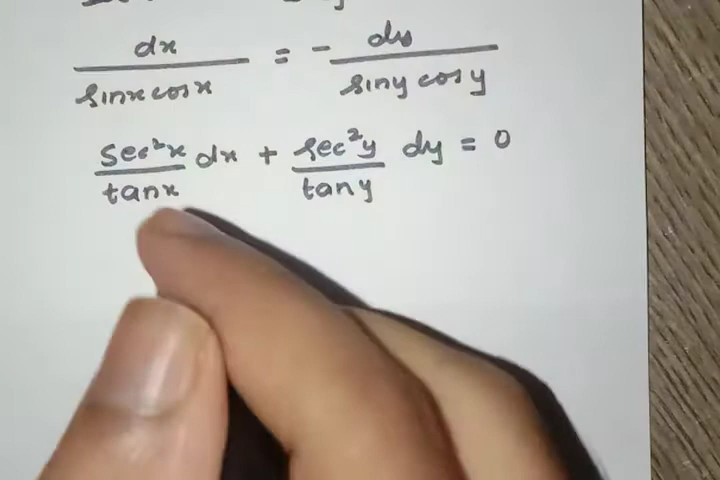 dx / sinx cosx = - dy / siny cosy
sec²x / tanx dx + sec²y / tany dy = 0